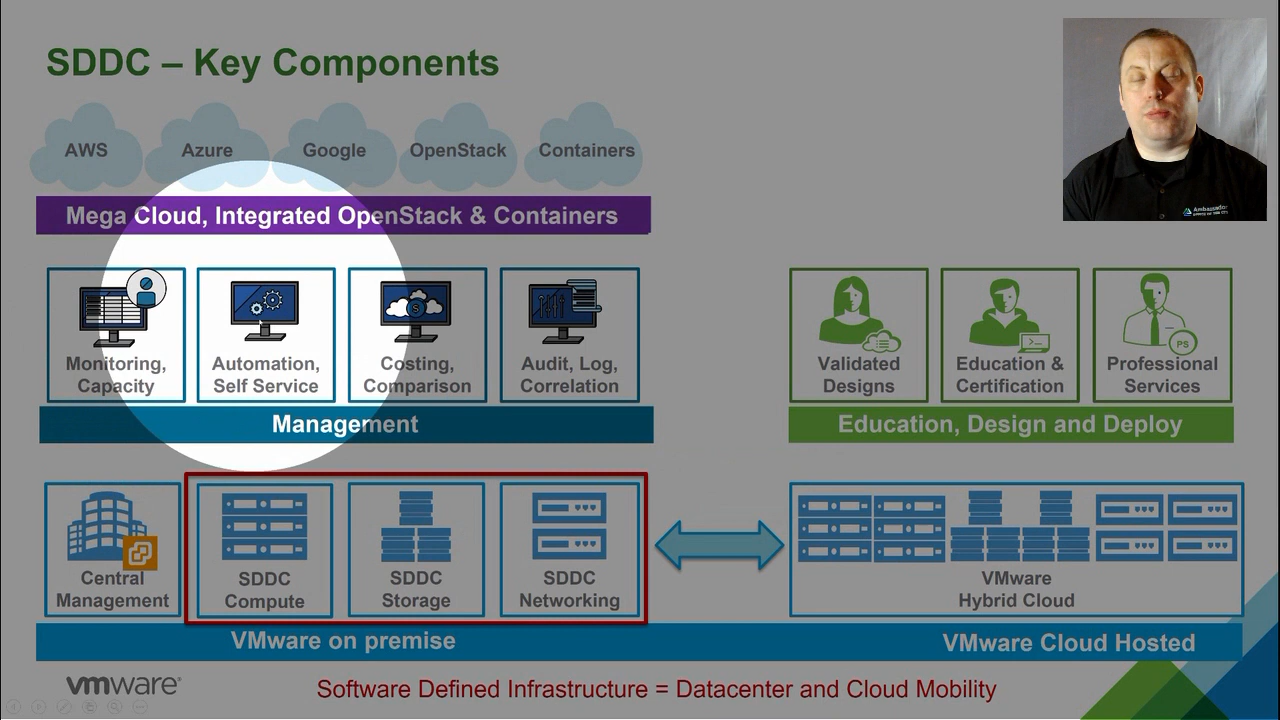 SDDC – Key Components
AWS
Azure
Google
OpenStack
Containers
Mega Cloud, Integrated OpenStack & Containers
Monitoring,
Capacity
Automation,
Self Service
$
Costing,
Comparison
Audit, Log,
Correlation
Management
Validated
Designs
>_
Education &
Certification
PS
Professional
Services
Education, Design and Deploy
Central
Management
SDDC
Compute
SDDC
Storage
SDDC
Networking
VMware
Hybrid Cloud
VMware on premise
VMware Cloud Hosted
vmware®
Software Defined Infrastructure = Datacenter and Cloud Mobility
Ambassador